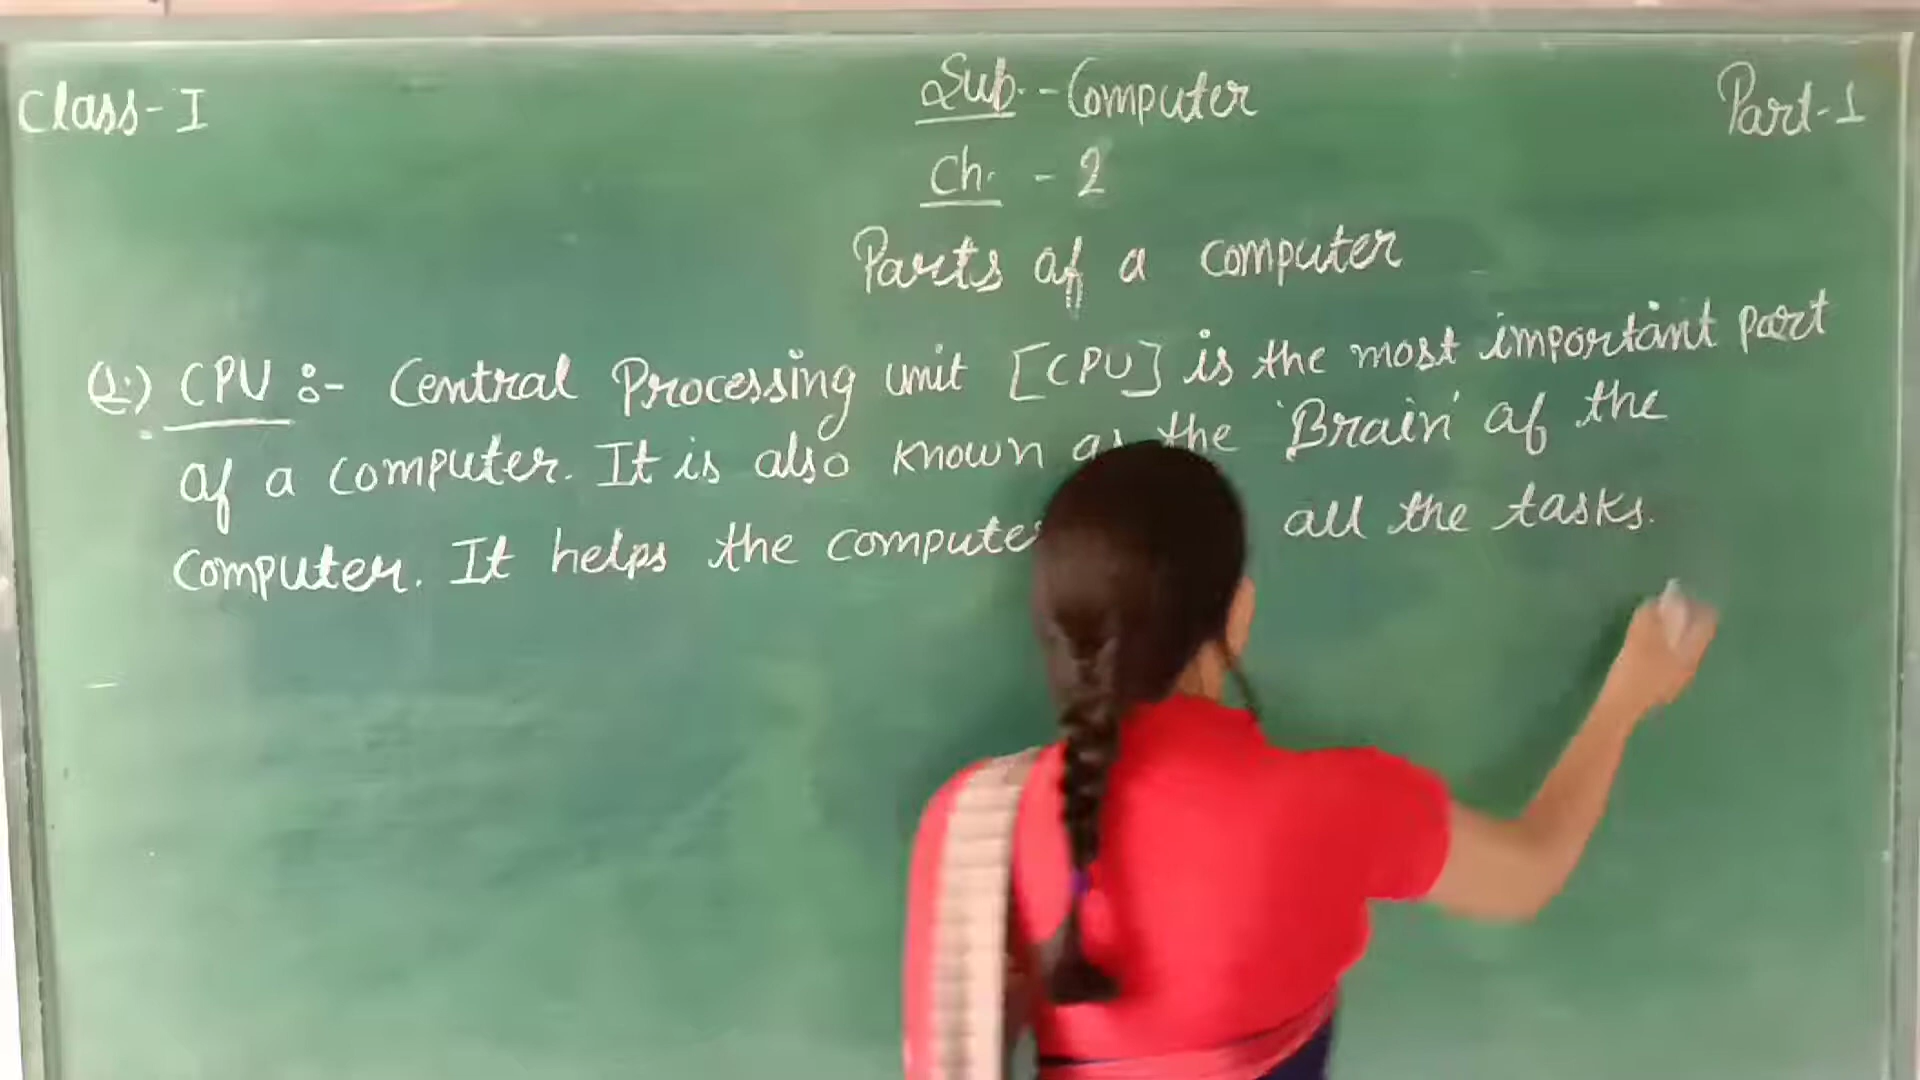 Class-I
Sub.-Computer
Part-1
Ch. - 2
Parts of a computer
Q.) CPU :- Central Processing unit [CPU] is the most important part
of a computer. It is also known as the 'Brain' of the
Computer. It helps the compute all the tasks.